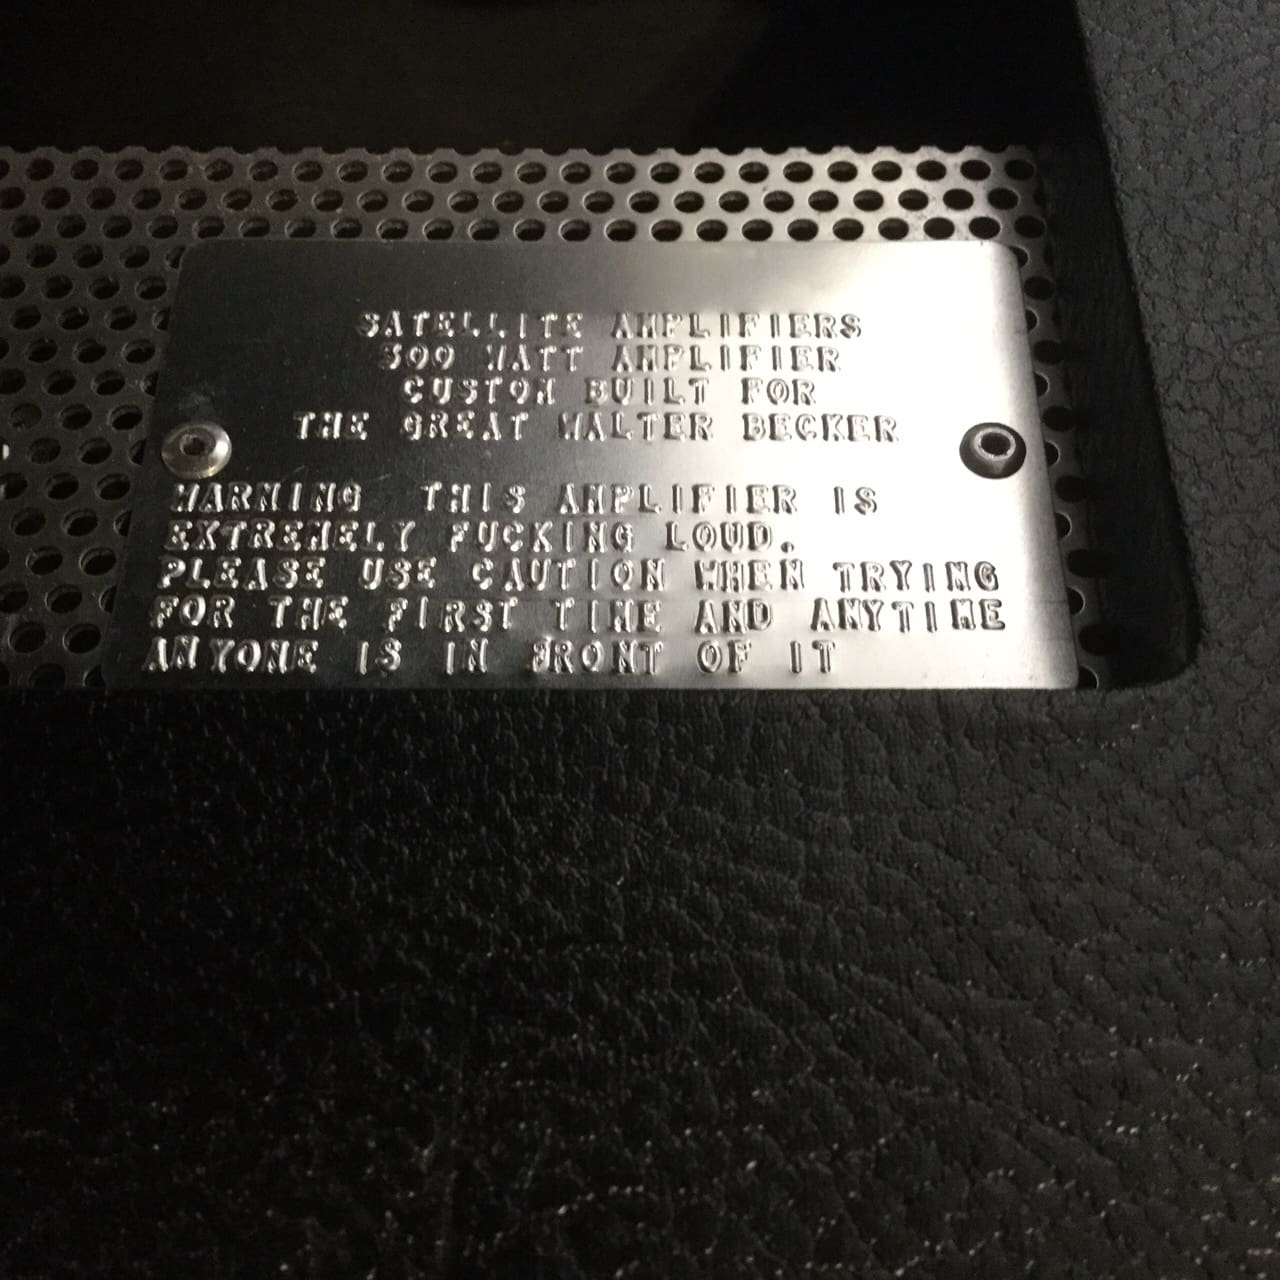 SATELLITE AMPLIFIERS
300 WATT AMPLIFIER
CUSTOM BUILT FOR
THE GREAT WALTER BECKER
WARNING THIS AMPLIFIER IS
EXTREMELY FUCKING LOUD.
PLEASE USE CAUTION WHEN TRYING
FOR THE FIRST TIME AND ANYTIME
ANYONE IS IN FRONT OF IT